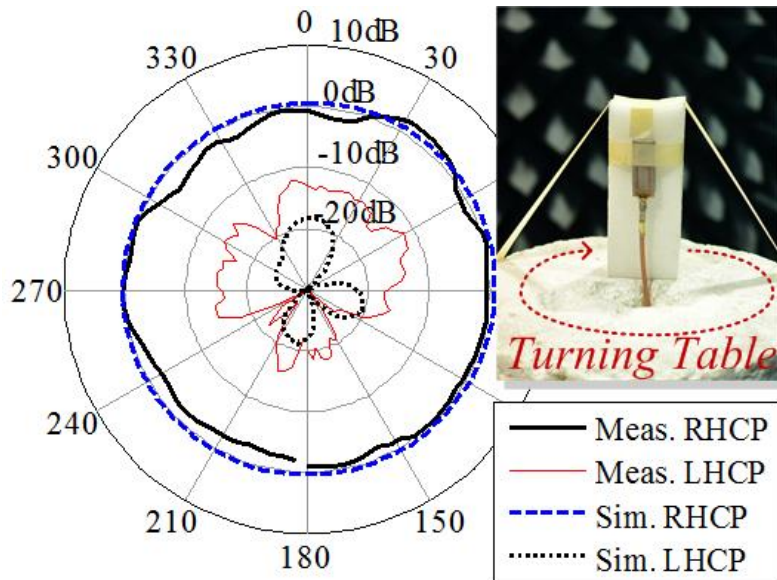 0
10dB
330
30
0dB
300
-10dB
-20dB
270
240
210
150
180
Turning Table
Meas. RHCP
Meas. LHCP
Sim. RHCP
Sim. LHCP